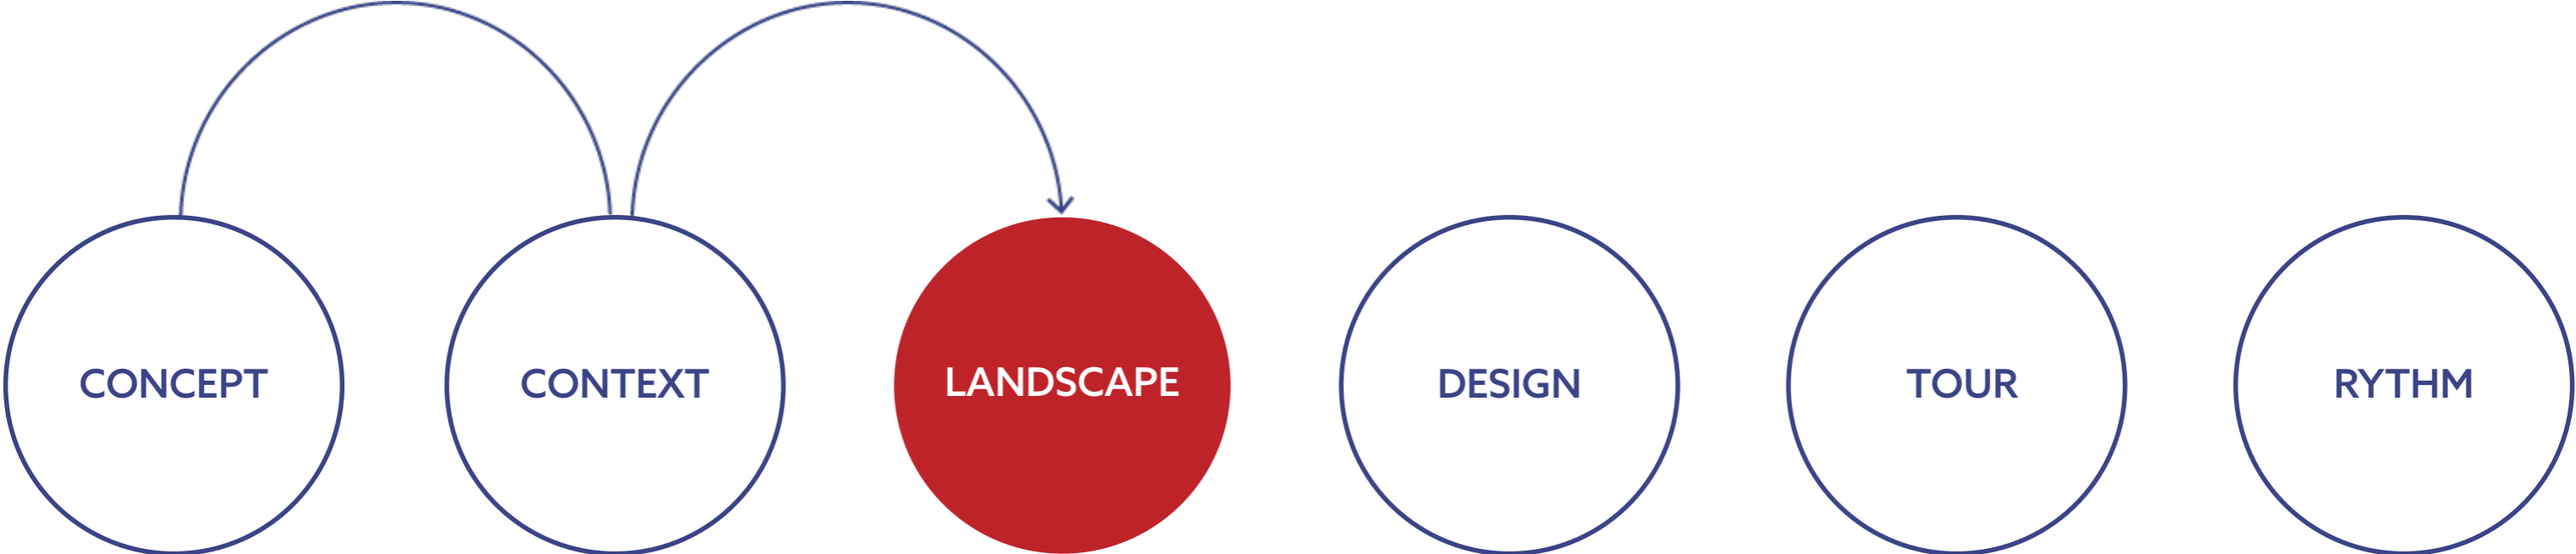 CONCEPT
CONTEXT
LANDSCAPE
DESIGN
TOUR
RYTHM